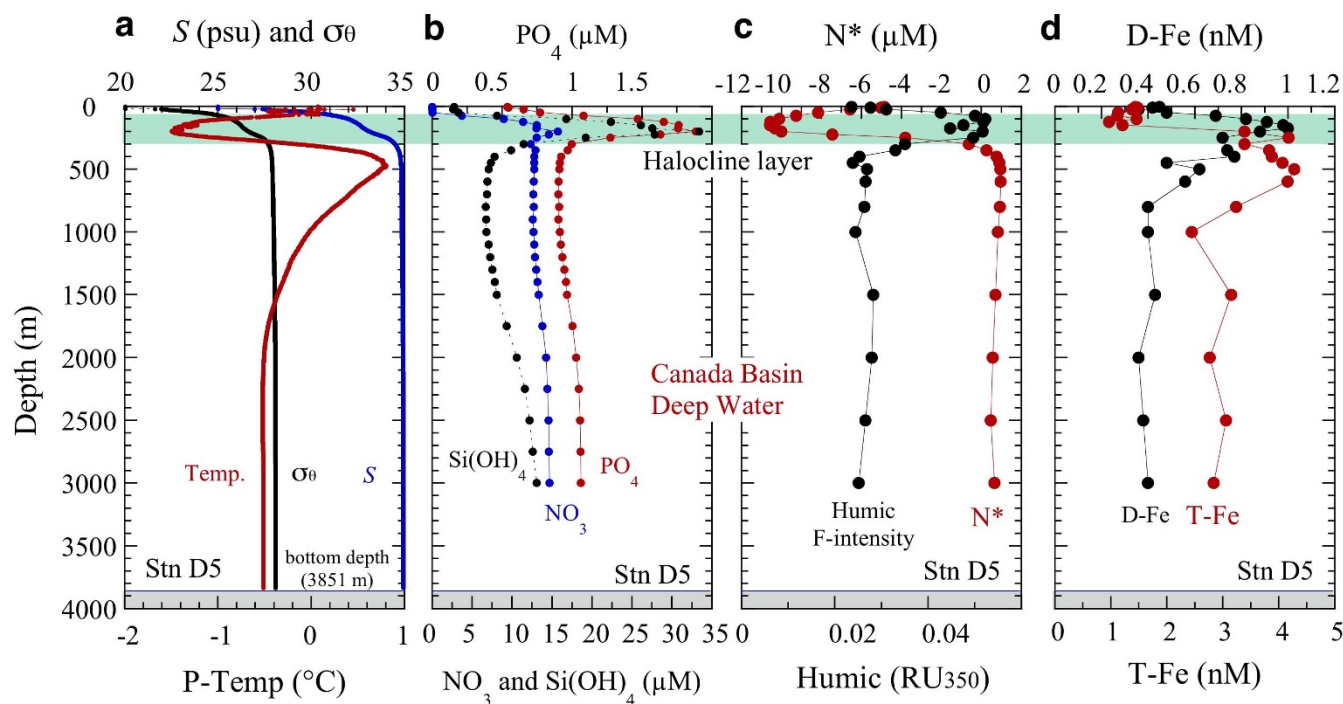 a
S (psu) and σθ
20 25 30 35
b
PO4 (µM)
0 0.5 1 1.5 2
c
N* (µM)
-12 -10 -8 -6 -4 -2 0 2
d
D-Fe (nM)
0 0.2 0.4 0.6 0.8 1 1.2
Depth (m)
0
500
1000
1500
2000
2500
3000
3500
4000
Halocline layer
Canada Basin
Deep Water
Temp.
σθ
S
Si(OH)4
NO3
PO4
Humic
F-intensity
N*
D-Fe
T-Fe
Stn D5
bottom depth
(3851 m)
Stn D5
Stn D5
Stn D5
-2 -1 0 1
P-Temp (°C)
0 5 10 15 20 25 30 35
NO3 and Si(OH)4 (µM)
0 0.02 0.04
Humic (RU350)
0 1 2 3 4 5
T-Fe (nM)